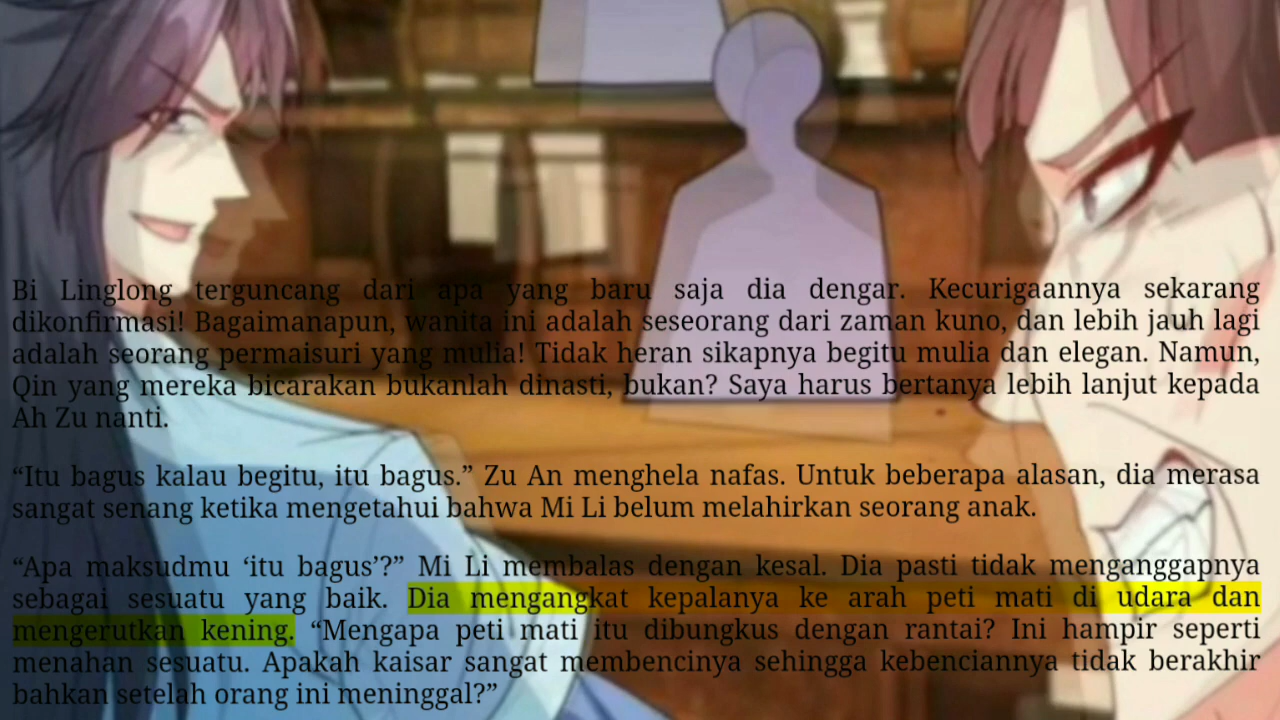 Bi Linglong terguncang dari apa yang baru saja dia dengar. Kecurigaannya sekarang
dikonfirmasi! Bagaimanapun, wanita ini adalah seseorang dari zaman kuno, dan lebih jauh lagi
adalah seorang permaisuri yang mulia! Tidak heran sikapnya begitu mulia dan elegan. Namun,
Qin yang mereka bicarakan bukanlah dinasti, bukan? Saya harus bertanya lebih lanjut kepada
Ah Zu nanti.
“Itu bagus kalau begitu, itu bagus.” Zu An menghela nafas. Untuk beberapa alasan, dia merasa
sangat senang ketika mengetahui bahwa Mi Li belum melahirkan seorang anak.
“Apa maksudmu ‘itu bagus’?” Mi Li membalas dengan kesal. Dia pasti tidak menganggapnya
sebagai sesuatu yang baik. Dia mengangkat kepalanya ke arah peti mati di udara dan
mengerutkan kening. “Mengapa peti mati itu dibungkus dengan rantai? Ini hampir seperti
menahan sesuatu. Apakah kaisar sangat membencinya sehingga kebenciannya tidak berakhir
bahkan setelah orang ini meninggal?”